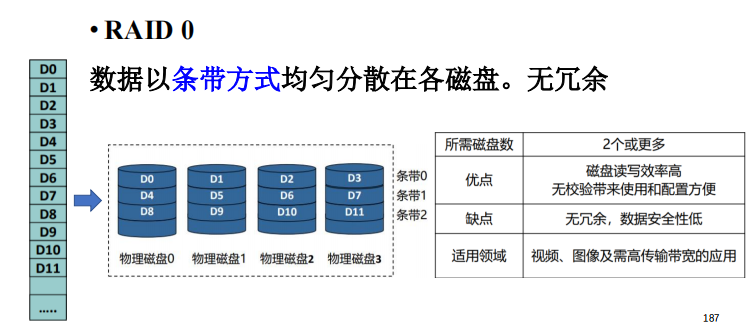 • RAID 0
数据以条带方式均匀分散在各磁盘。无冗余
D0
D1
D2
D3
D4
D5
D6
D7
D8
D9
D10
D11
.....
D0 D1 D2 D3 条带0
D4 D5 D6 D7 条带1
D8 D9 D10 D11 条带2
物理磁盘0 物理磁盘1 物理磁盘2 物理磁盘3
所需磁盘数 2个或更多
优点 磁盘读写效率高
无校验带来使用和配置方便
缺点 无冗余，数据安全性低
适用领域 视频、图像及需高传输带宽的应用
187